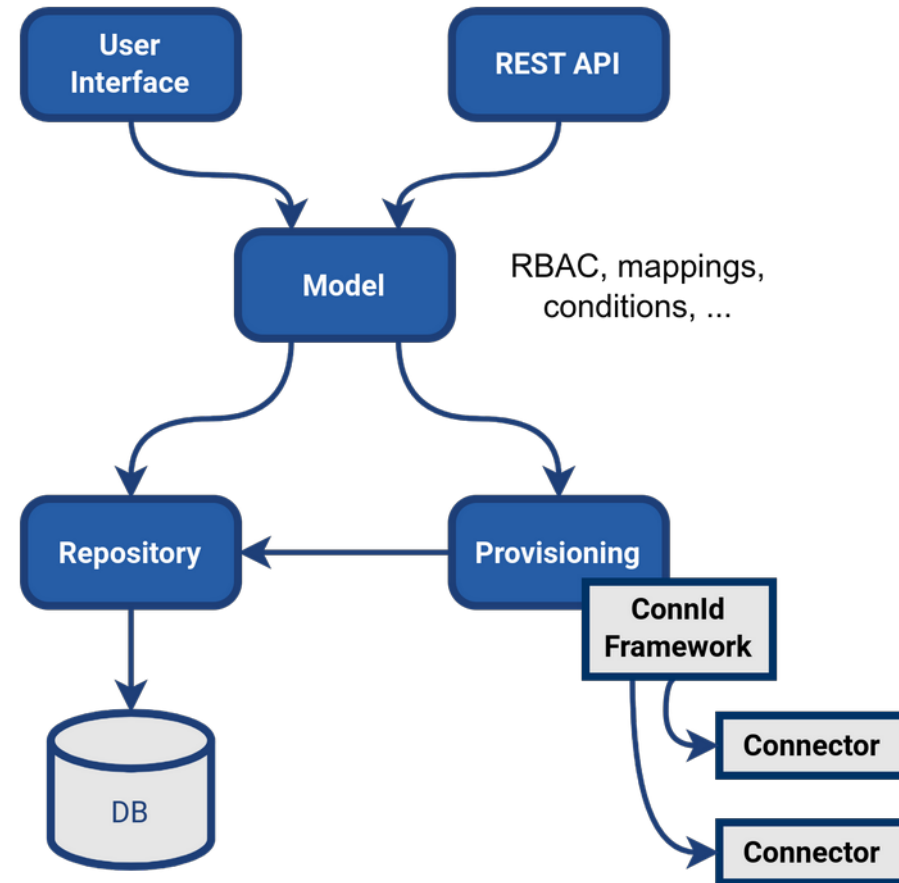 User
Interface
REST API
Model
RBAC, mappings,
conditions, ...
Repository
Provisioning
ConnId
Framework
Connector
DB
Connector